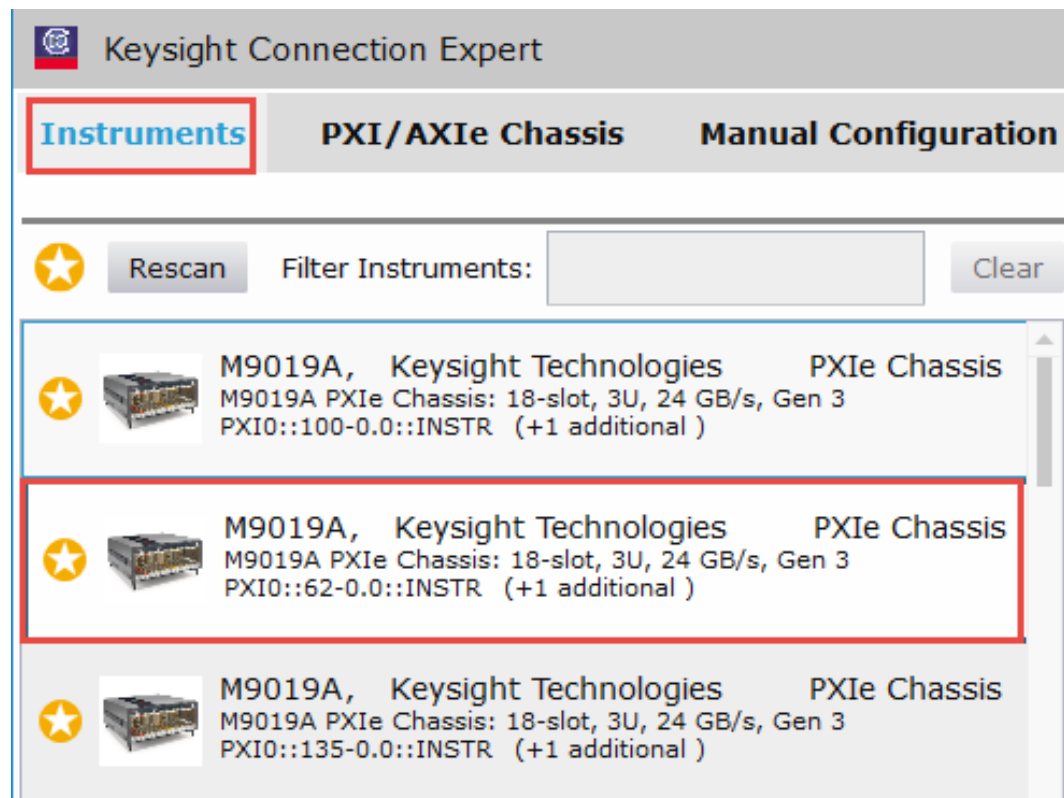 Keysight Connection Expert
Instruments PXI/AXIe Chassis Manual Configuration
Rescan Filter Instruments: Clear
M9019A, Keysight Technologies PXIe Chassis
M9019A PXIe Chassis: 18-slot, 3U, 24 GB/s, Gen 3
PXI0::100-0.0::INSTR (+1 additional )
M9019A, Keysight Technologies PXIe Chassis
M9019A PXIe Chassis: 18-slot, 3U, 24 GB/s, Gen 3
PXI0::62-0.0::INSTR (+1 additional )
M9019A, Keysight Technologies PXIe Chassis
M9019A PXIe Chassis: 18-slot, 3U, 24 GB/s, Gen 3
PXI0::135-0.0::INSTR (+1 additional )